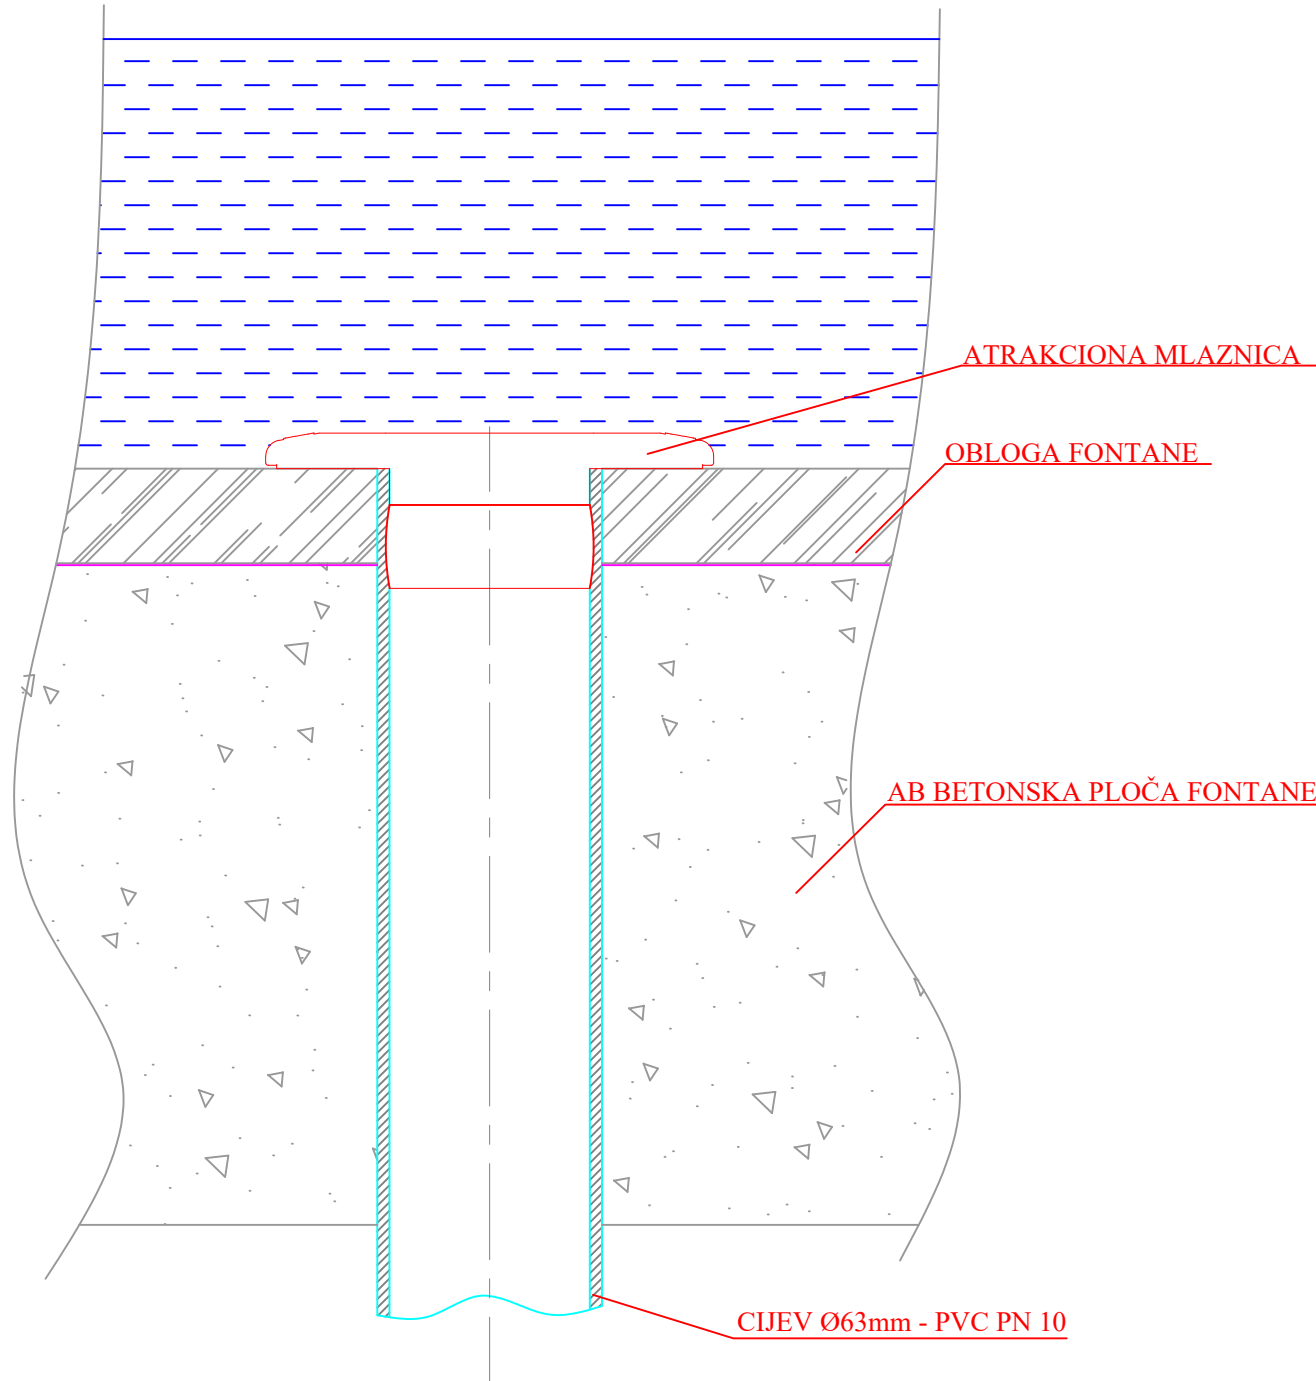 ATRAKCIONA MLAZNICA
OBLOGA FONTANE
AB BETONSKA PLOČA FONTANE
CIJEV Ø63mm - PVC PN 10